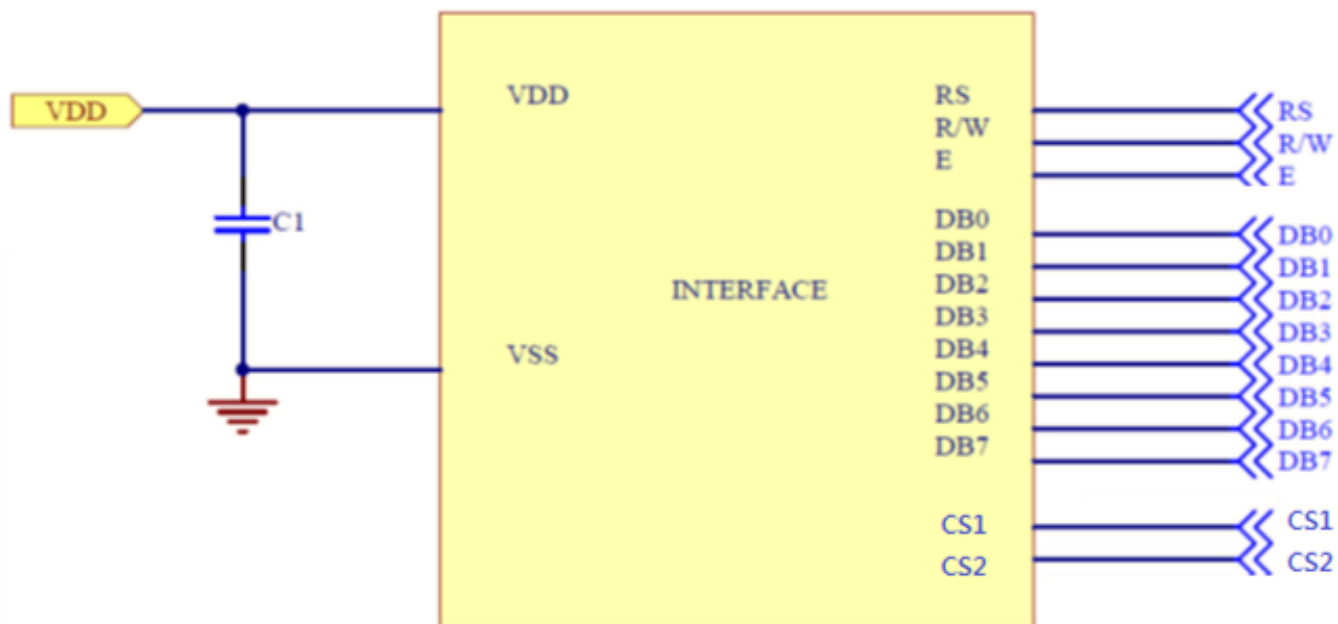 VDD
VDD
C1
VSS
INTERFACE
RS
R/W
E
DB0
DB1
DB2
DB3
DB4
DB5
DB6
DB7
CS1
CS2
RS
R/W
E
DB0
DB1
DB2
DB3
DB4
DB5
DB6
DB7
CS1
CS2